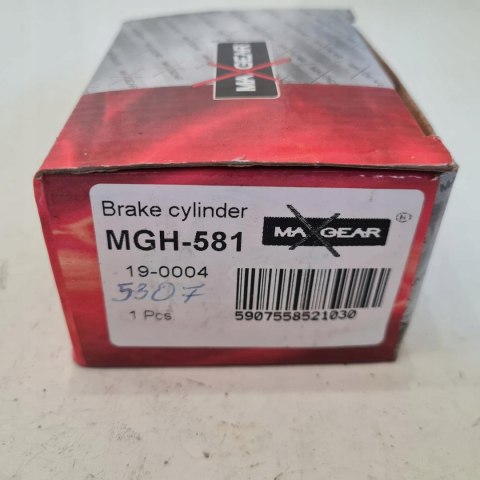 MAXGEAR
Brake cylinder
MGH-581
MAXGEAR
19-0004
5307
1 Pcs
5907558521030